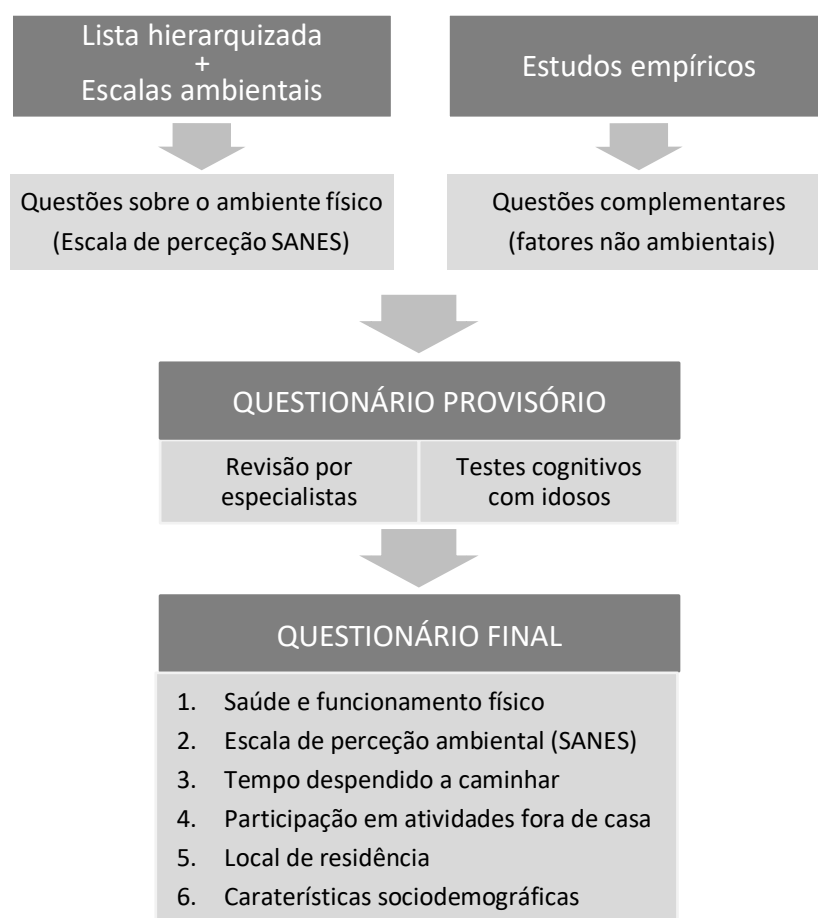 Lista hierarquizada
+
Escalas ambientais
Estudos empíricos
Questões sobre o ambiente físico
(Escala de perceção SANES)
Questões complementares
(fatores não ambientais)
QUESTIONÁRIO PROVISÓRIO
Revisão por
especialistas
Testes cognitivos
com idosos
QUESTIONÁRIO FINAL
1. Saúde e funcionamento físico
2. Escala de perceção ambiental (SANES)
3. Tempo despendido a caminhar
4. Participação em atividades fora de casa
5. Local de residência
6. Caraterísticas sociodemográficas